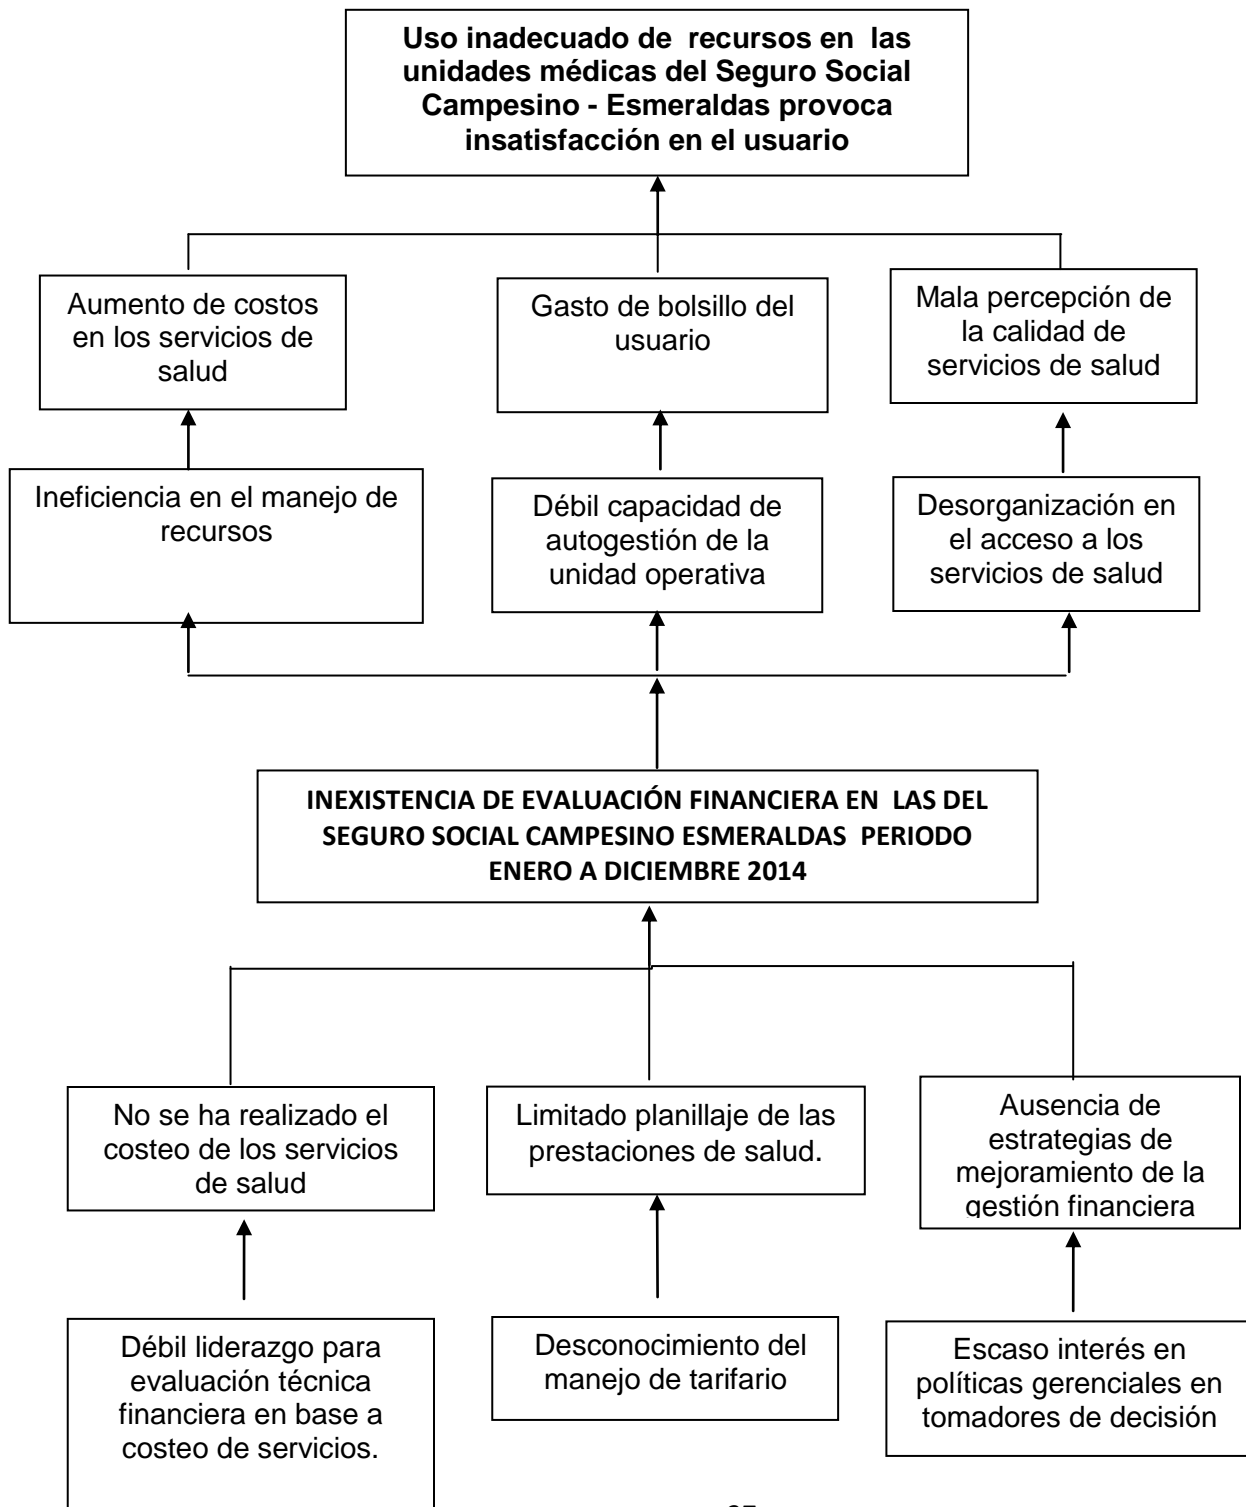 Uso inadecuado de recursos en las
unidades médicas del Seguro Social
Campesino - Esmeraldas provoca
insatisfacción en el usuario
Aumento de costos
en los servicios de
salud
Gasto de bolsillo del
usuario
Mala percepción de
la calidad de
servicios de salud
Ineficiencia en el manejo de
recursos
Débil capacidad de
autogestión de la
unidad operativa
Desorganización en
el acceso a los
servicios de salud
INEXISTENCIA DE EVALUACIÓN FINANCIERA EN LAS DEL
SEGURO SOCIAL CAMPESINO ESMERALDAS PERIODO
ENERO A DICIEMBRE 2014
No se ha realizado el
costeo de los servicios
de salud
Limitado planillaje de las
prestaciones de salud.
Ausencia de
estrategias de
mejoramiento de la
gestión financiera
Débil liderazgo para
evaluación técnica
financiera en base a
costeo de servicios.
Desconocimiento del
manejo de tarifario
Escaso interés en
políticas gerenciales en
tomadores de decisión